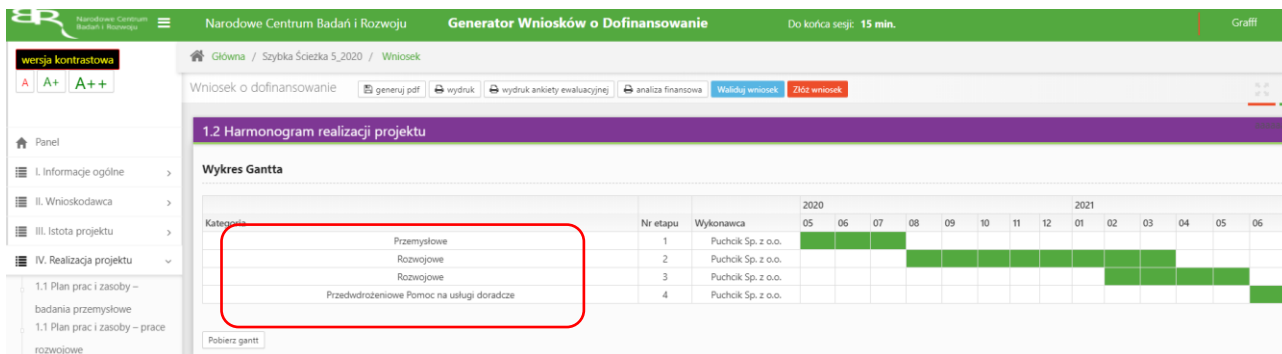 Narodowe Centrum
Badań i Rozwoju
Narodowe Centrum Badań i Rozwoju Generator Wniosków o Dofinansowanie Do końca sesji: 15 min. Grafff
wersja kontrastowa
A A+ A++
Główna / Szybka Ścieżka 5_2020 / Wniosek
Wniosek o dofinansowanie generuj pdf wydruk wydruk ankiety ewaluacyjnej analiza finansowa Waliduj wniosek Złóż wniosek
Panel
I. Informacje ogólne
II. Wnioskodawca
III. Istota projektu
IV. Realizacja projektu
1.1 Plan prac i zasoby –
badania przemysłowe
1.1 Plan prac i zasoby – prace
rozwojowe
1.2 Harmonogram realizacji projektu
Wykres Gantta
2020 2021
Kategoria Nr etapu Wykonawca 05 06 07 08 09 10 11 12 01 02 03 04 05 06
Przemysłowe 1 Puchcik Sp. z o.o.
Rozwojowe 2 Puchcik Sp. z o.o.
Rozwojowe 3 Puchcik Sp. z o.o.
Przedwdrożeniowe Pomoc na usługi doradcze 4 Puchcik Sp. z o.o.
Pobierz gantt